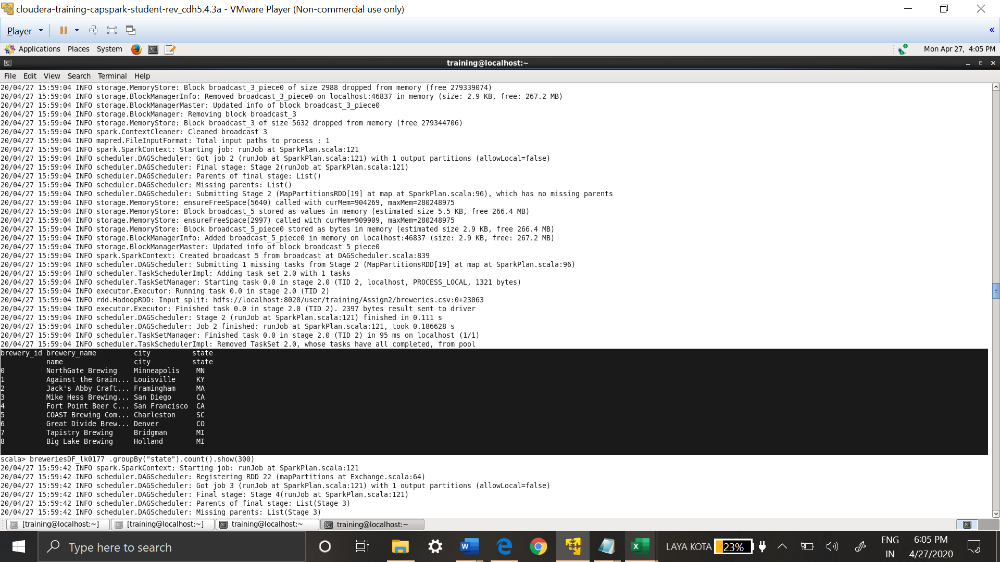 cloudera-training-capspark-student-rev_cdh5.4.3a - VMware Player (Non-commercial use only)
Player
Applications Places System Mon Apr 27, 4:05 PM
training@localhost:~
File Edit View Search Terminal Help
20/04/27 15:59:04 INFO storage.MemoryStore: Block broadcast_3_piece0 of size 2988 dropped from memory (free 279339074)
20/04/27 15:59:04 INFO storage.BlockManagerInfo: Removed broadcast_3_piece0 on localhost:46837 in memory (size: 2.9 KB, free: 267.2 MB)
20/04/27 15:59:04 INFO storage.BlockManagerMaster: Updated info of block broadcast_3_piece0
20/04/27 15:59:04 INFO storage.BlockManager: Removing block broadcast_3
20/04/27 15:59:04 INFO storage.MemoryStore: Block broadcast_3 of size 5632 dropped from memory (free 279344706)
20/04/27 15:59:04 INFO spark.ContextCleaner: Cleaned broadcast 3
20/04/27 15:59:04 INFO mapred.FileInputFormat: Total input paths to process : 1
20/04/27 15:59:04 INFO spark.SparkContext: Starting job: runJob at SparkPlan.scala:121
20/04/27 15:59:04 INFO scheduler.DAGScheduler: Got job 2 (runJob at SparkPlan.scala:121) with 1 output partitions (allowLocal=false)
20/04/27 15:59:04 INFO scheduler.DAGScheduler: Final stage: Stage 2(runJob at SparkPlan.scala:121)
20/04/27 15:59:04 INFO scheduler.DAGScheduler: Parents of final stage: List()
20/04/27 15:59:04 INFO scheduler.DAGScheduler: Missing parents: List()
20/04/27 15:59:04 INFO scheduler.DAGScheduler: Submitting Stage 2 (MapPartitionsRDD[19] at map at SparkPlan.scala:96), which has no missing parents
20/04/27 15:59:04 INFO storage.MemoryStore: ensureFreeSpace(5640) called with curMem=904269, maxMem=280248975
20/04/27 15:59:04 INFO storage.MemoryStore: Block broadcast_5 stored as values in memory (estimated size 5.5 KB, free 266.4 MB)
20/04/27 15:59:04 INFO storage.MemoryStore: ensureFreeSpace(2997) called with curMem=909909, maxMem=280248975
20/04/27 15:59:04 INFO storage.MemoryStore: Block broadcast_5_piece0 stored as bytes in memory (estimated size 2.9 KB, free 266.4 MB)
20/04/27 15:59:04 INFO storage.BlockManagerInfo: Added broadcast_5_piece0 in memory on localhost:46837 (size: 2.9 KB, free: 267.2 MB)
20/04/27 15:59:04 INFO storage.BlockManagerMaster: Updated info of block broadcast_5_piece0
20/04/27 15:59:04 INFO spark.SparkContext: Created broadcast 5 from broadcast at DAGScheduler.scala:839
20/04/27 15:59:04 INFO scheduler.DAGScheduler: Submitting 1 missing tasks from Stage 2 (MapPartitionsRDD[19] at map at SparkPlan.scala:96)
20/04/27 15:59:04 INFO scheduler.TaskSchedulerImpl: Adding task set 2.0 with 1 tasks
20/04/27 15:59:04 INFO scheduler.TaskSetManager: Starting task 0.0 in stage 2.0 (TID 2, localhost, PROCESS_LOCAL, 1321 bytes)
20/04/27 15:59:04 INFO executor.Executor: Running task 0.0 in stage 2.0 (TID 2)
20/04/27 15:59:04 INFO rdd.HadoopRDD: Input split: hdfs://localhost:8020/user/training/Assign2/breweries.csv:0+23063
20/04/27 15:59:04 INFO executor.Executor: Finished task 0.0 in stage 2.0 (TID 2). 2397 bytes result sent to driver
20/04/27 15:59:04 INFO scheduler.DAGScheduler: Stage 2 (runJob at SparkPlan.scala:121) finished in 0.111 s
20/04/27 15:59:04 INFO scheduler.DAGScheduler: Job 2 finished: runJob at SparkPlan.scala:121, took 0.186628 s
20/04/27 15:59:04 INFO scheduler.TaskSetManager: Finished task 0.0 in stage 2.0 (TID 2) in 95 ms on localhost (1/1)
20/04/27 15:59:04 INFO scheduler.TaskSchedulerImpl: Removed TaskSet 2.0, whose tasks have all completed, from pool
brewery_id brewery_name city state
name city state
0 NorthGate Brewing Minneapolis MN
1 Against the Grain... Louisville KY
2 Jack's Abby Craft... Framingham MA
3 Mike Hess Brewing... San Diego CA
4 Fort Point Beer C... San Francisco CA
5 COAST Brewing Com... Charleston SC
6 Great Divide Brew... Denver CO
7 Tapistry Brewing Bridgman MI
8 Big Lake Brewing Holland MI
scala> breweriesDF_lk0177 .groupBy("state").count().show(300)
20/04/27 15:59:42 INFO spark.SparkContext: Starting job: runJob at SparkPlan.scala:121
20/04/27 15:59:42 INFO scheduler.DAGScheduler: Registering RDD 22 (mapPartitions at Exchange.scala:64)
20/04/27 15:59:42 INFO scheduler.DAGScheduler: Got job 3 (runJob at SparkPlan.scala:121) with 1 output partitions (allowLocal=false)
20/04/27 15:59:42 INFO scheduler.DAGScheduler: Final stage: Stage 4(runJob at SparkPlan.scala:121)
20/04/27 15:59:42 INFO scheduler.DAGScheduler: Parents of final stage: List(Stage 3)
20/04/27 15:59:42 INFO scheduler.DAGScheduler: Missing parents: List(Stage 3)
[training@localhost:~] [training@localhost:~] training@localhost:~ training@localhost:~
Type here to search LAYA KOTA 23% ENG 6:05 PM
IN 4/27/2020